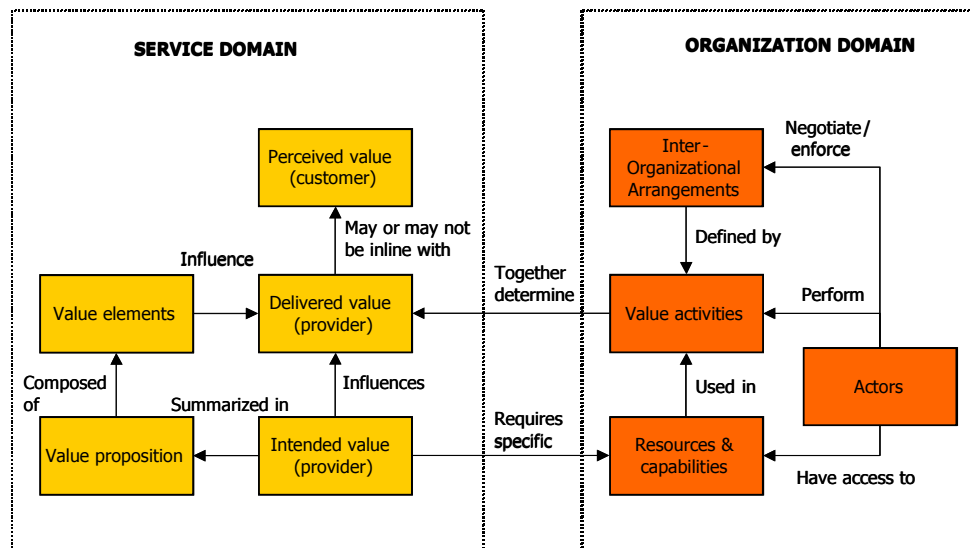 SERVICE DOMAIN
ORGANIZATION DOMAIN
Perceived value
(customer)
Inter-
Organizational
Arrangements
Negotiate/
enforce
May or may not
be inline with
Defined by
Influence
Together
determine
Value elements
Delivered value
(provider)
Value activities
Perform
Composed
of
Summarized in
Influences
Used in
Actors
Requires
specific
Value proposition
Intended value
(provider)
Resources &
capabilities
Have access to